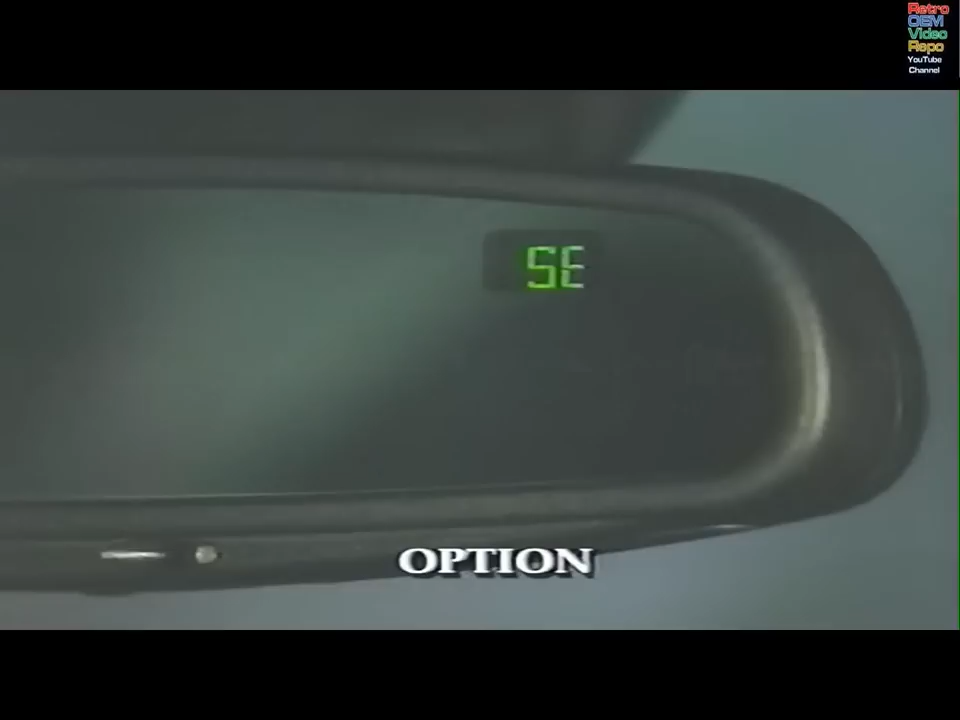 Retro
OEM
Video
Repo
YouTube
Channel
SE
OPTION